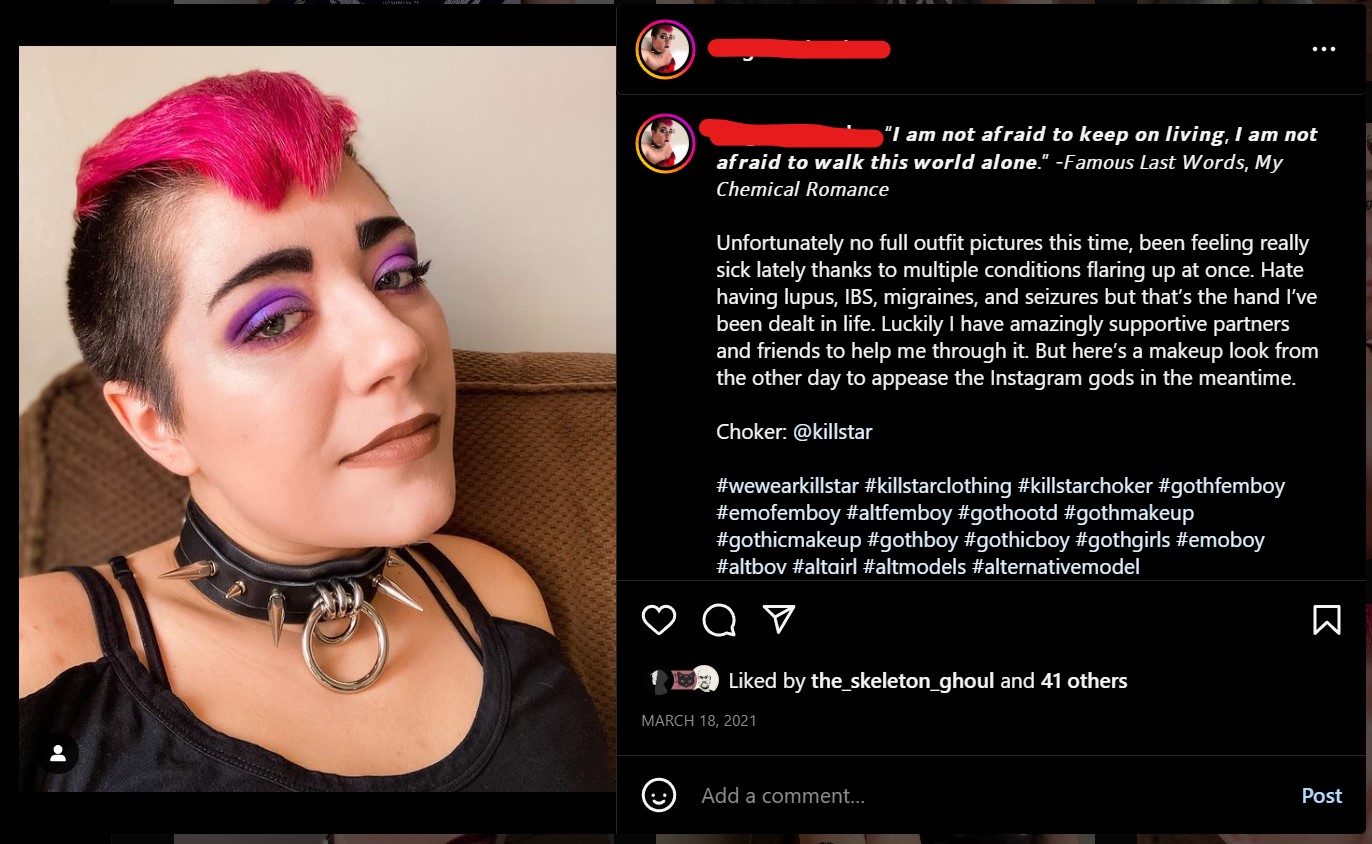 "I am not afraid to keep on living, I am not
afraid to walk this world alone." -Famous Last Words, My
Chemical Romance
Unfortunately no full outfit pictures this time, been feeling really
sick lately thanks to multiple conditions flaring up at once. Hate
having lupus, IBS, migraines, and seizures but that's the hand I've
been dealt in life. Luckily I have amazingly supportive partners
and friends to help me through it. But here's a makeup look from
the other day to appease the Instagram gods in the meantime.
Choker: @killstar
#wewearkillstar #killstarclothing #killstarchoker #gothfemboy
#emofemboy #altfemboy #gothootd #gothmakeup
#gothicmakeup #gothboy #gothicboy #gothgirls #emoboy
#altboy #altgirl #altmodels #alternativemodel
Liked by the_skeleton_ghoul and 41 others
MARCH 18, 2021
Add a comment...
Post